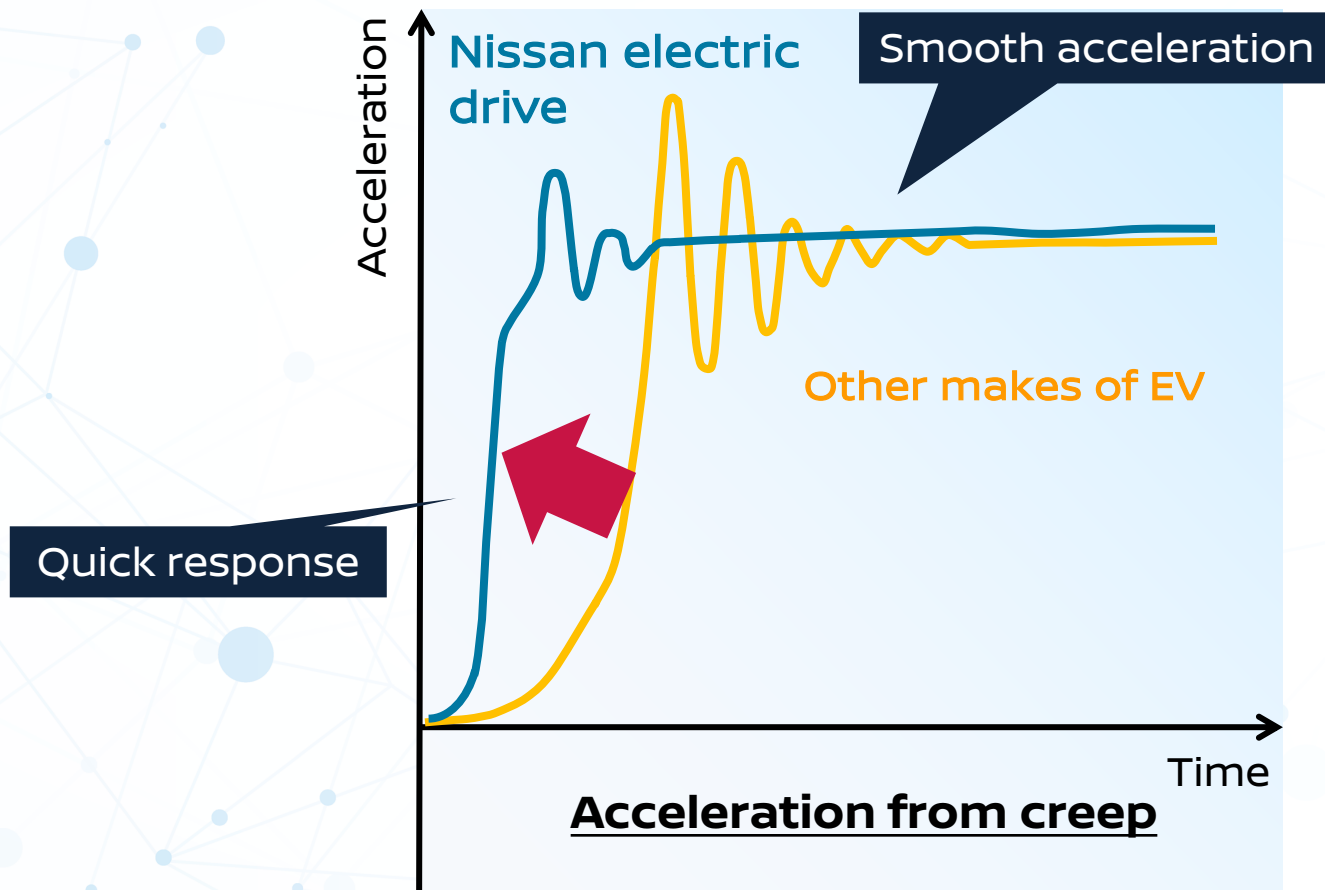 Acceleration
Nissan electric
drive
Smooth acceleration
Other makes of EV
Quick response
Time
Acceleration from creep